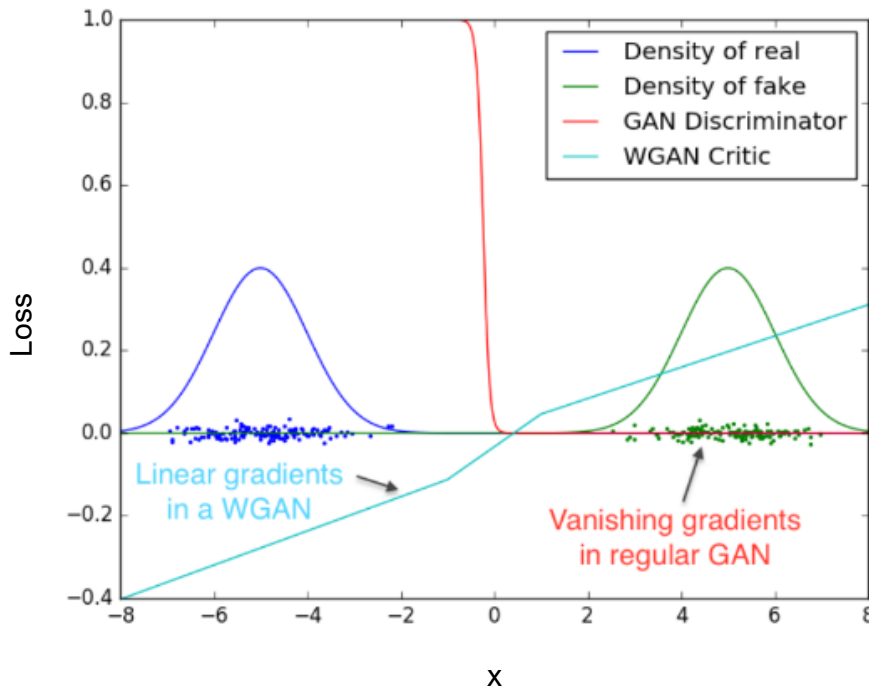 1.0
0.8
0.6
0.4
0.2
0.0
−0.2
−0.4
−8
−6
−4
−2
0
2
4
6
8
Loss
x
Density of real
Density of fake
GAN Discriminator
WGAN Critic
Linear gradients
in a WGAN
Vanishing gradients
in regular GAN